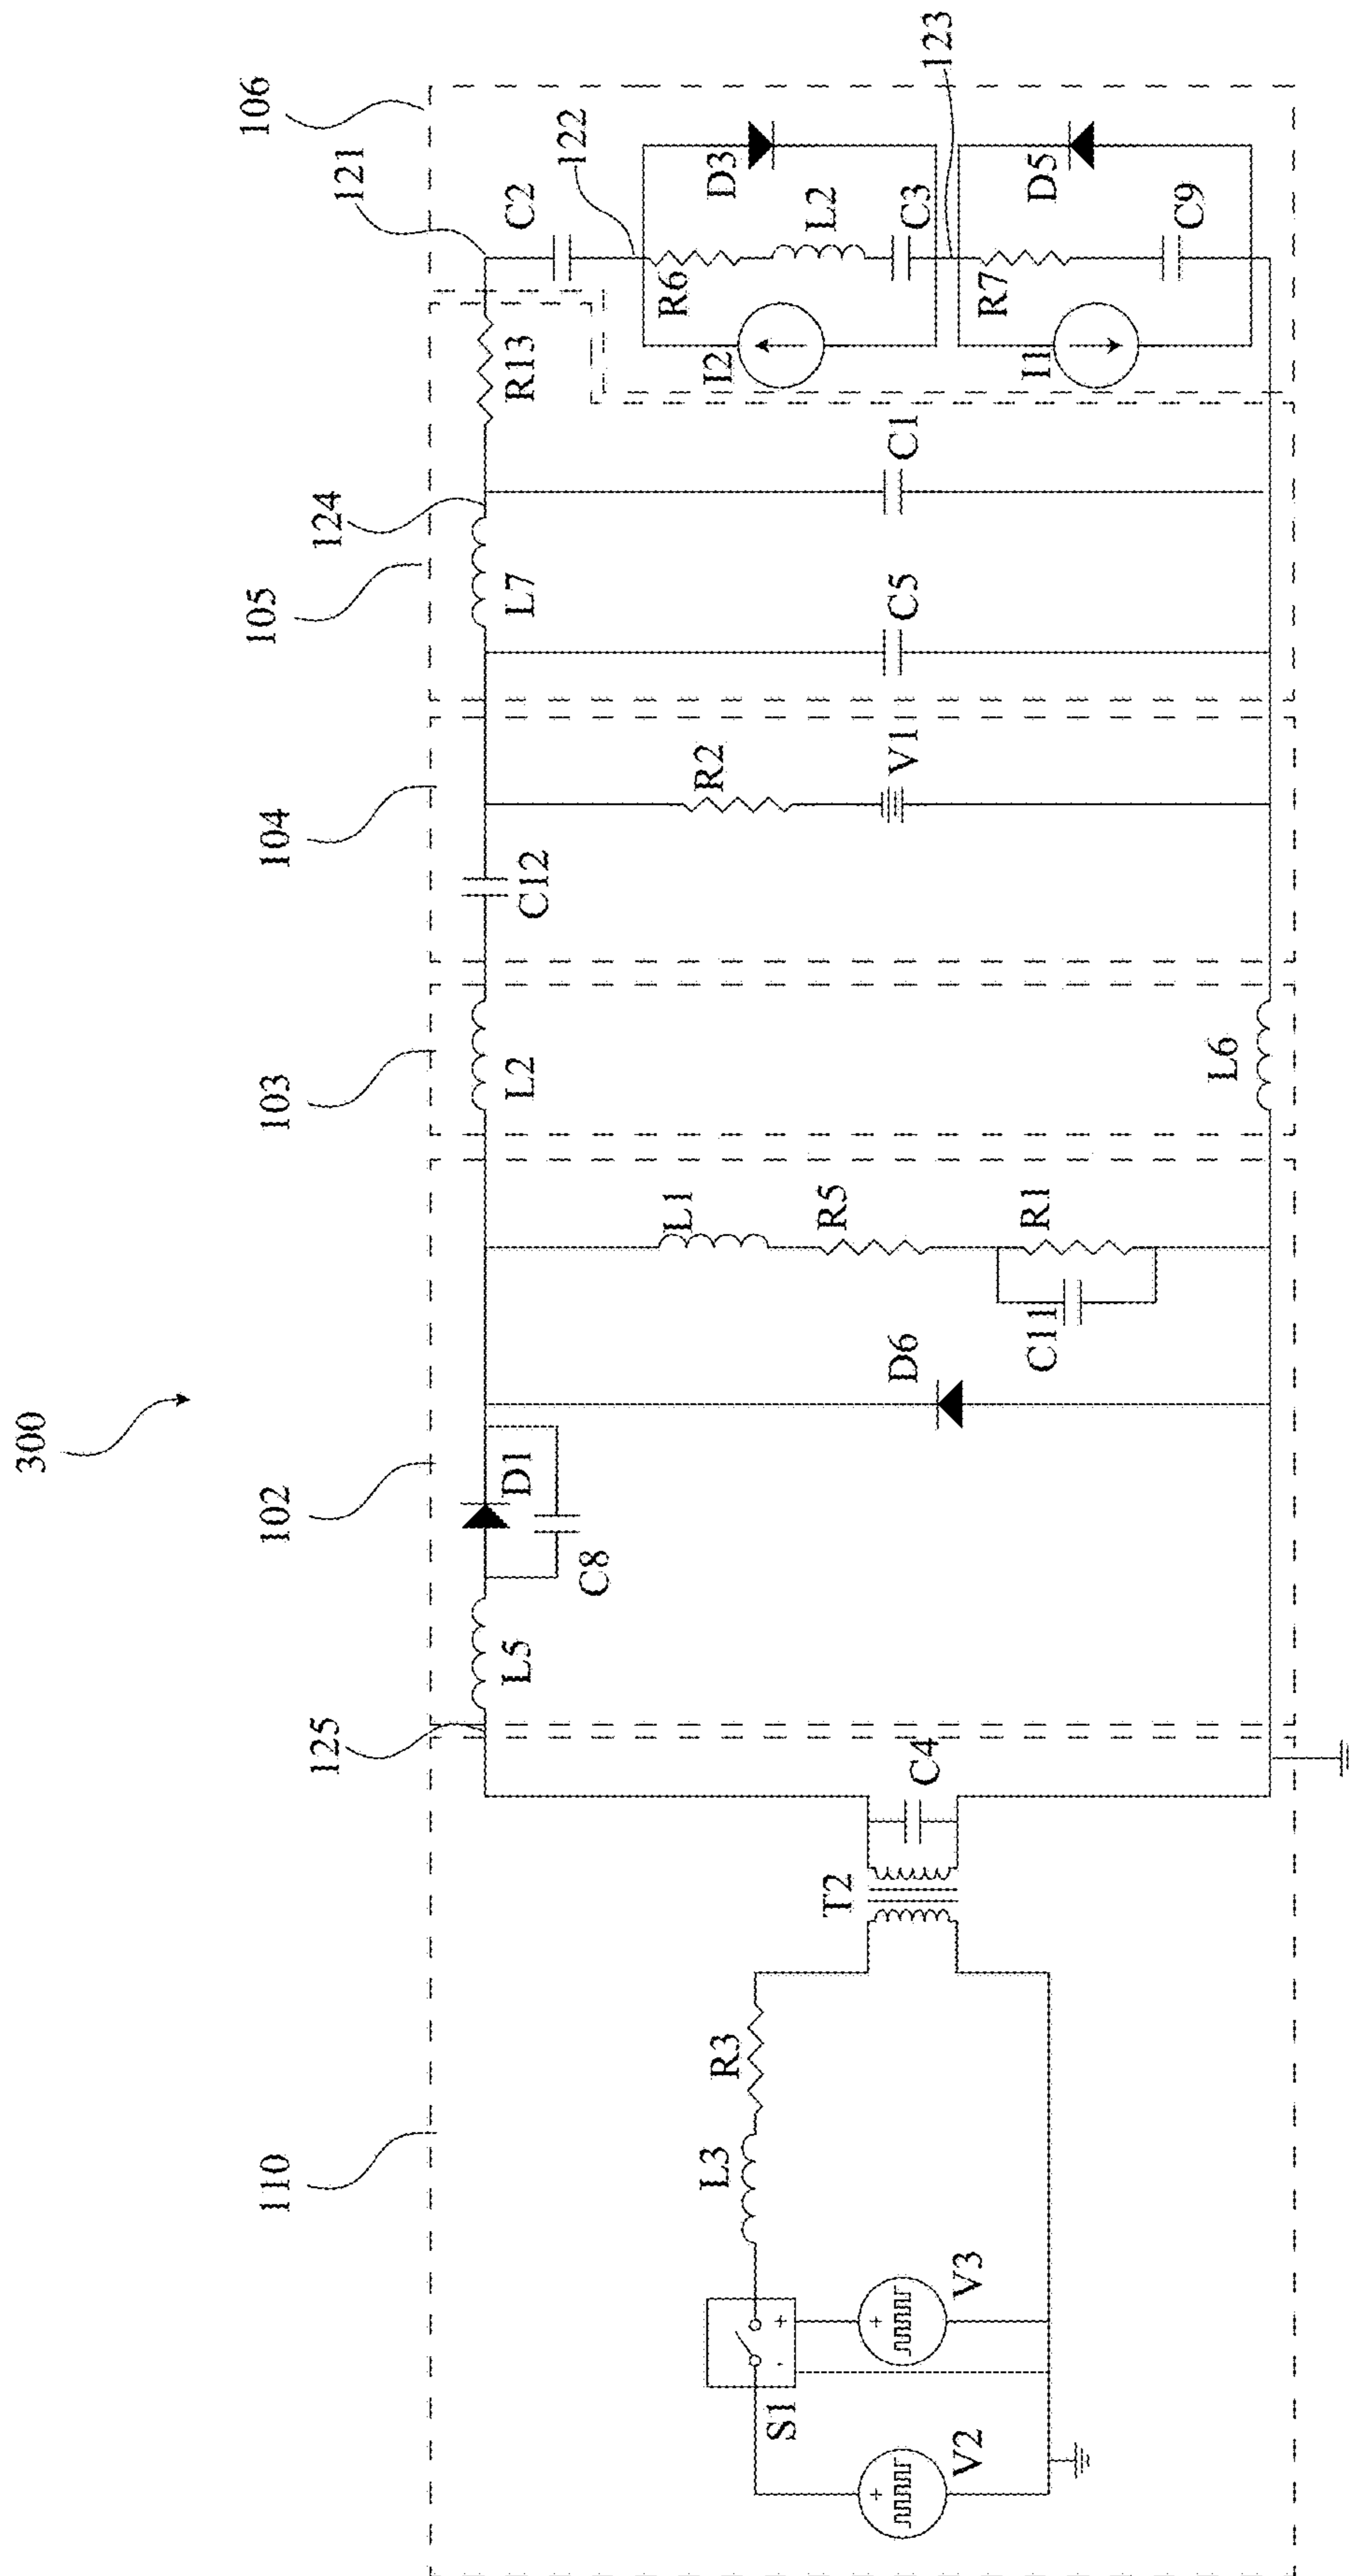 300
110
125
102
103
104
105
124
121
106
V2
+
S1
-
+
V3
+
L3
R3
T2
C4
L5
D1
C8
D6
L1
R5
R1
C11
L2
L6
C12
R2
V1
L7
C5
C1
R13
C2
122
I2
R6
L2
C3
D3
123
I1
R7
C9
D5